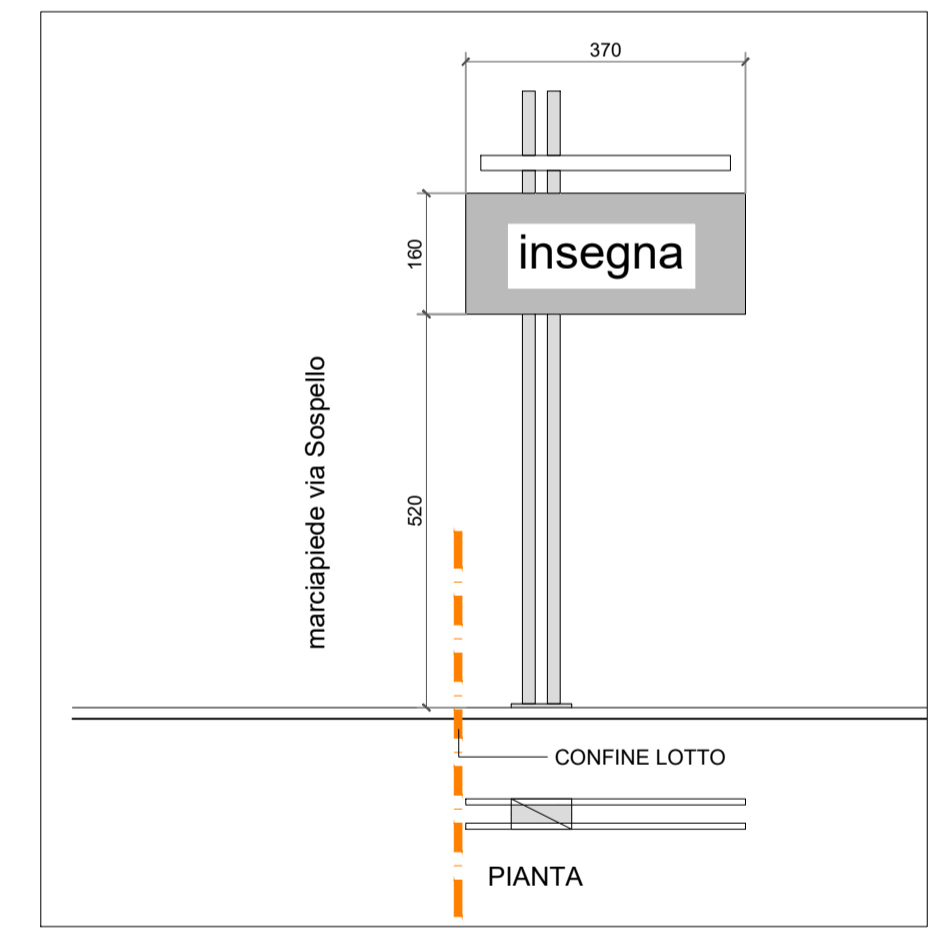 370
160
insegna
marciapiede via Sospello
520
CONFINE LOTTO
PIANTA